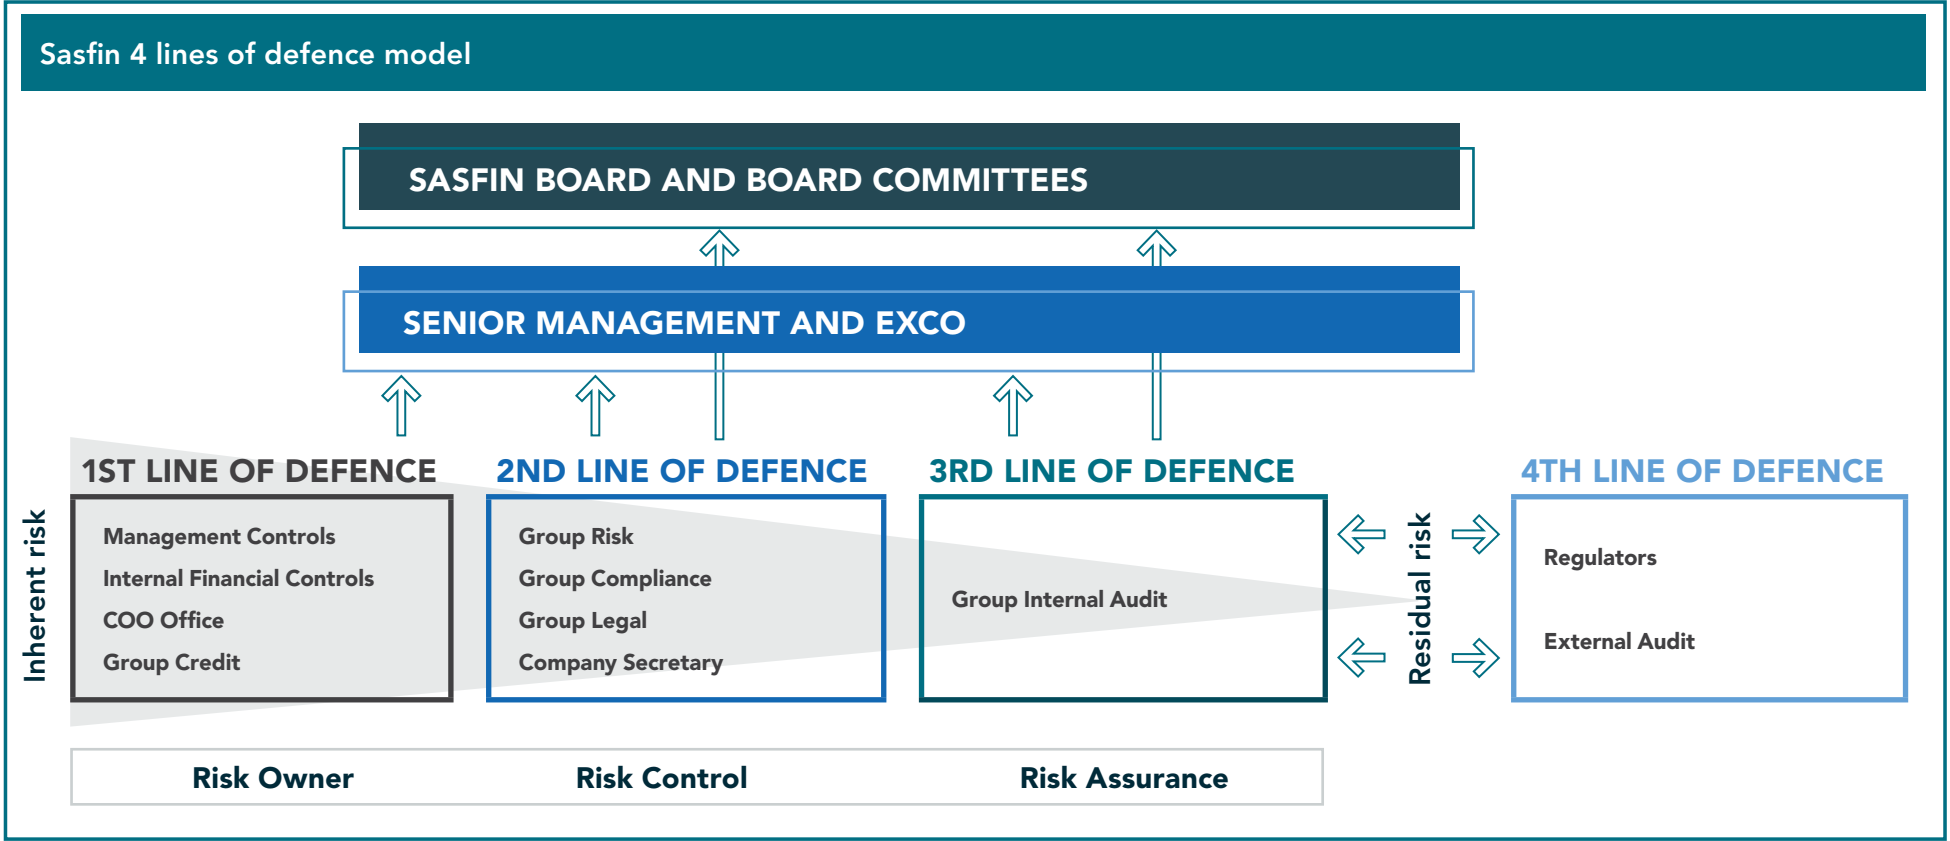 Sasfin 4 lines of defence model
SASFIN BOARD AND BOARD COMMITTEES
SENIOR MANAGEMENT AND EXCO
Inherent risk
1ST LINE OF DEFENCE
Management Controls
Internal Financial Controls
COO Office
Group Credit
2ND LINE OF DEFENCE
Group Risk
Group Compliance
Group Legal
Company Secretary
3RD LINE OF DEFENCE
Group Internal Audit
Residual risk
4TH LINE OF DEFENCE
Regulators
External Audit
Risk Owner
Risk Control
Risk Assurance